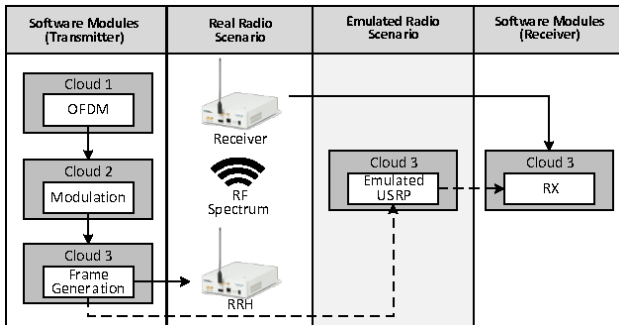 Software Modules
(Transmitter)
Real Radio
Scenario
Emulated Radio
Scenario
Software Modules
(Receiver)
Cloud 1
OFDM
Cloud 2
Modulation
Cloud 3
Frame
Generation
Receiver
RF
Spectrum
RRH
Cloud 3
Emulated
USRP
Cloud 3
RX